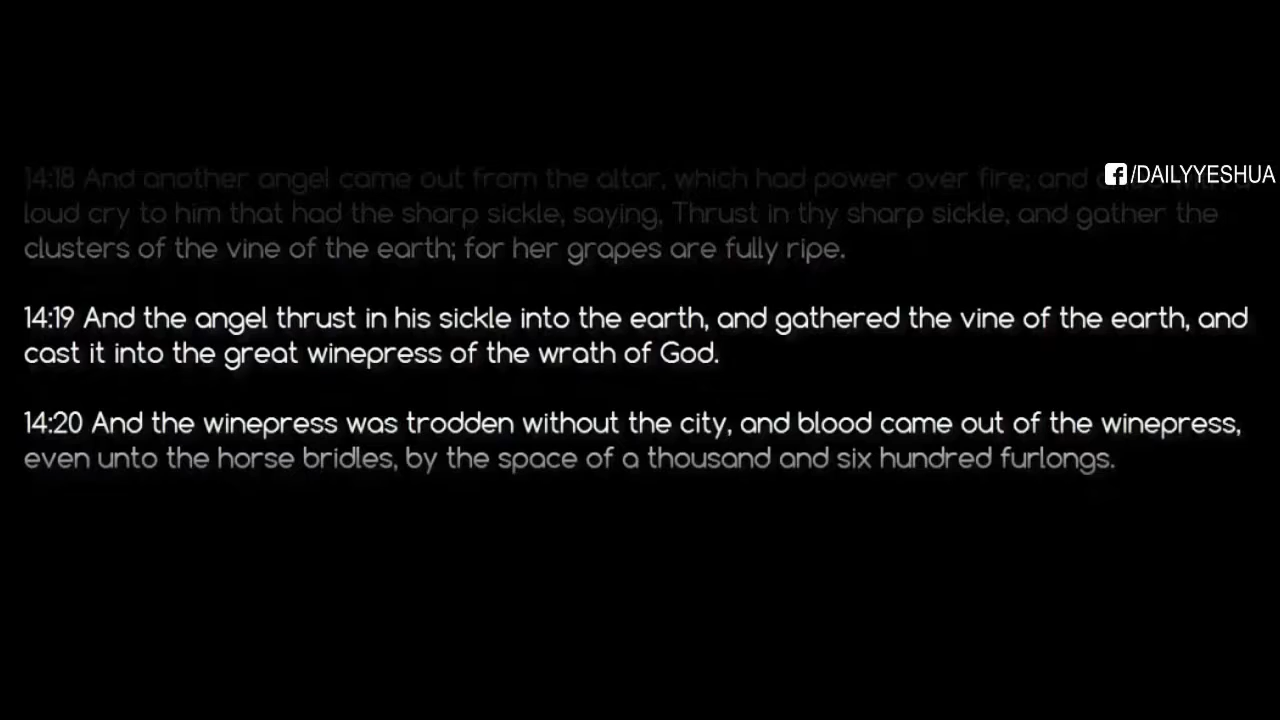 14:18 And another angel came out from the altar, which had power over fire; and
/DAILYYESHUA
loud cry to him that had the sharp sickle, saying, Thrust in thy sharp sickle, and gather the
clusters of the vine of the earth; for her grapes are fully ripe.
14:19 And the angel thrust in his sickle into the earth, and gathered the vine of the earth, and
cast it into the great winepress of the wrath of God.
14:20 And the winepress was trodden without the city, and blood came out of the winepress,
even unto the horse bridles, by the space of a thousand and six hundred furlongs.